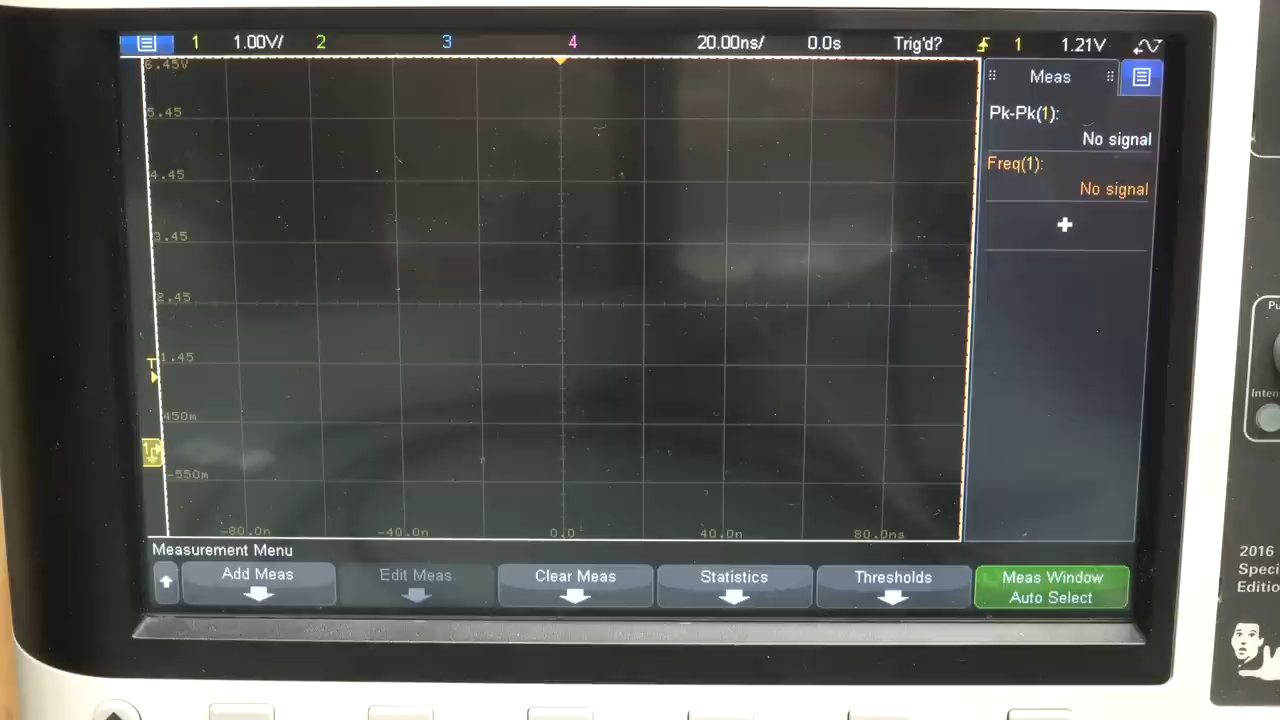 1 1.00V/ 2 3 4 20.00ns/ 0.0s Trig'd? 1 1.21V
6.45V
5.45
4.45
3.45
2.45
T 1.45
450m
1
-550m
-80.0n -40.0n 0.0 40.0n 80.0ns
Meas
Pk-Pk(1):
No signal
Freq(1):
No signal
Measurement Menu
Add Meas
Edit Meas
Clear Meas
Statistics
Thresholds
Meas Window
Auto Select
2016
Speci
Editio